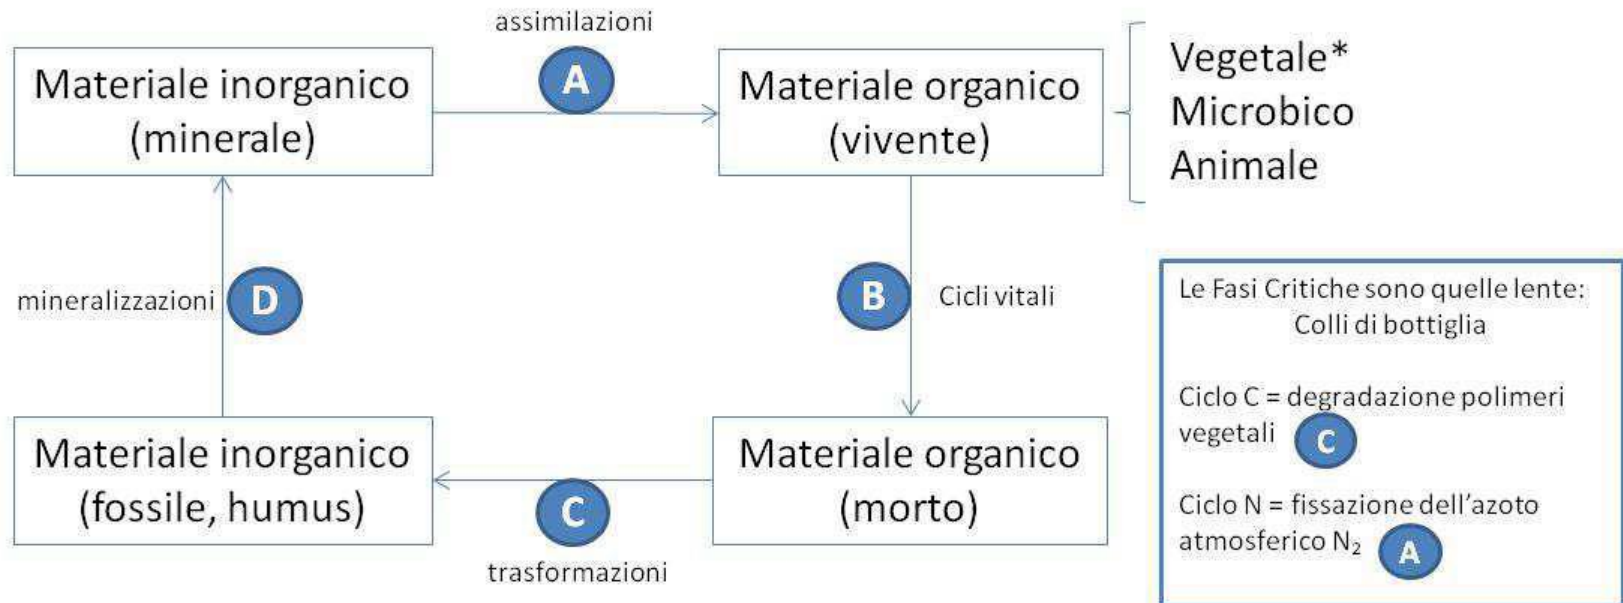 assimilazioni
A
Materiale inorganico
(minerale)
Materiale organico
(vivente)
Vegetale*
Microbico
Animale
mineralizzazioni
D
B
Cicli vitali
Materiale inorganico
(fossile, humus)
C
trasformazioni
Materiale organico
(morto)
Le Fasi Critiche sono quelle lente:
Colli di bottiglia
Ciclo C = degradazione polimeri
vegetali C
Ciclo N = fissazione dell’azoto
atmosferico N₂ A